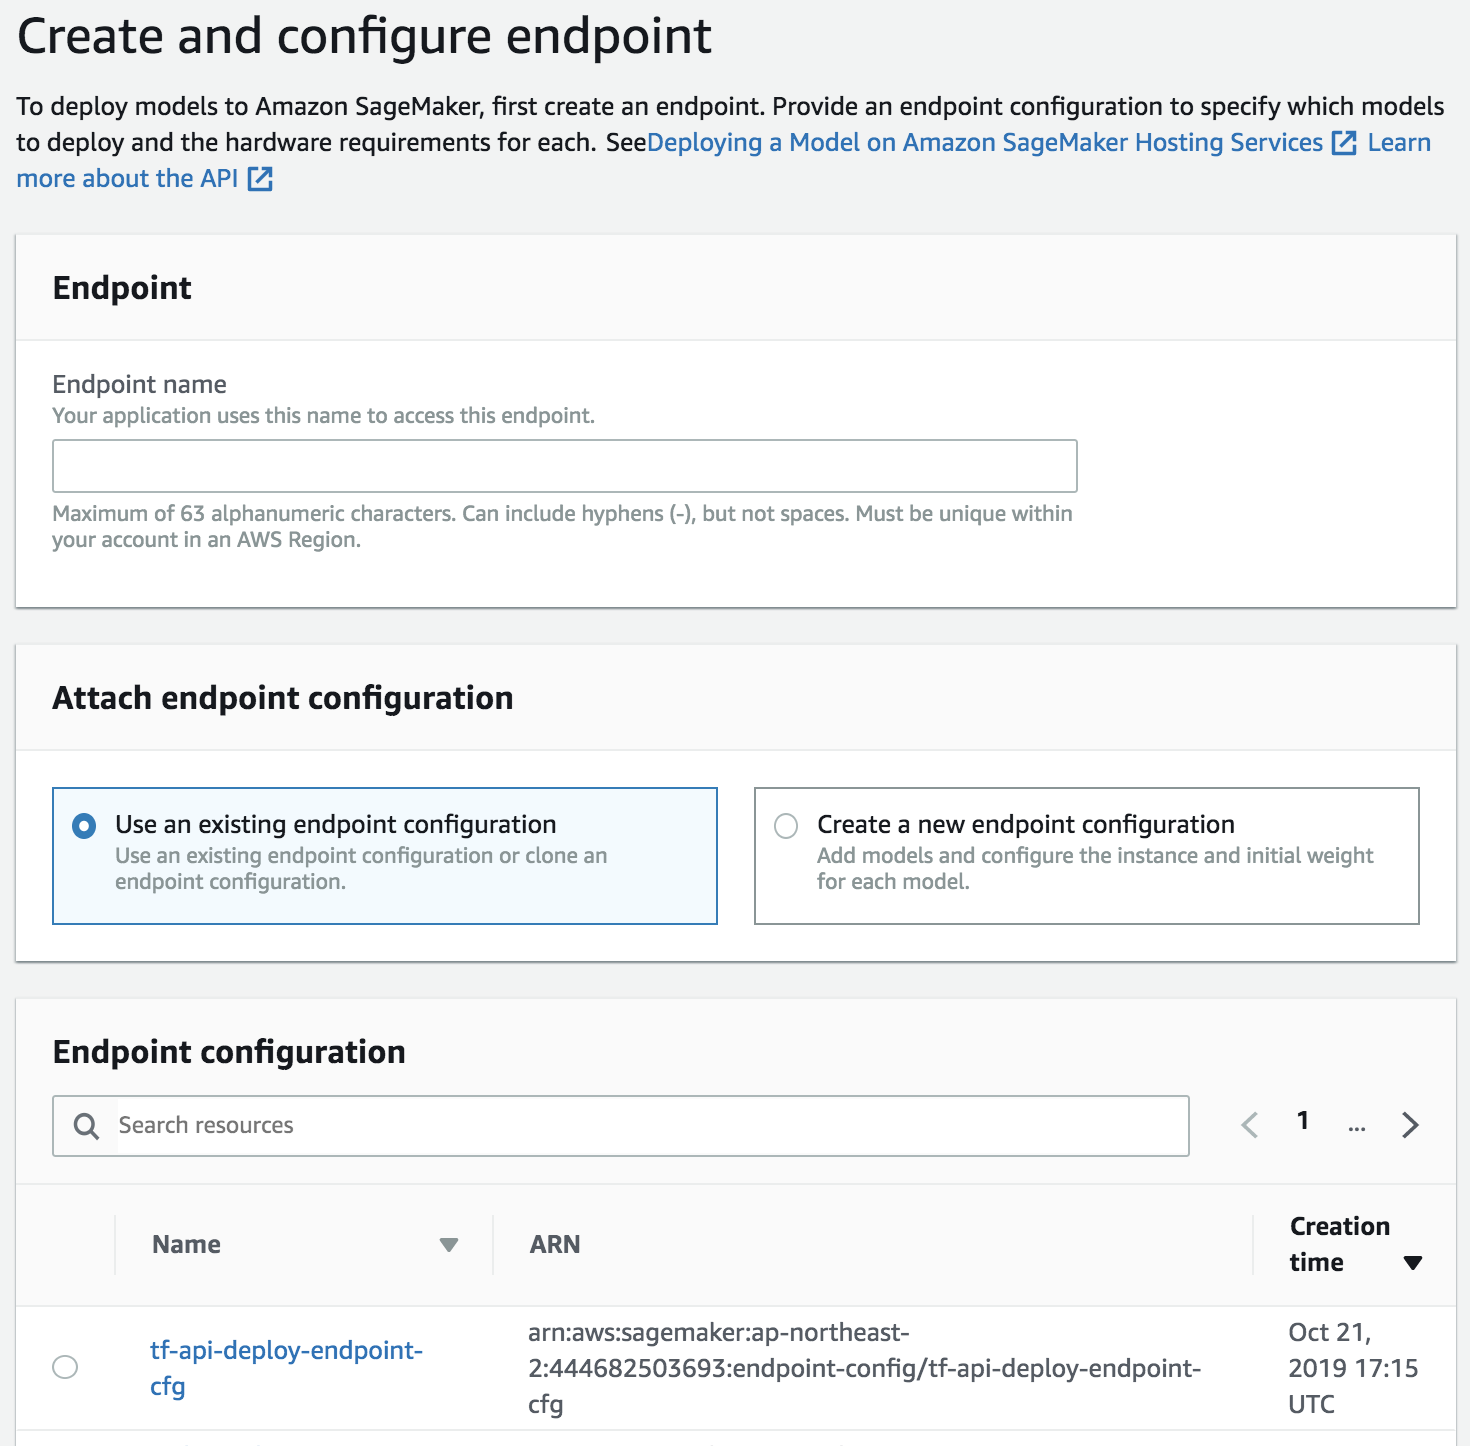 Create and configure endpoint
To deploy models to Amazon SageMaker, first create an endpoint. Provide an endpoint configuration to specify which models
to deploy and the hardware requirements for each. SeeDeploying a Model on Amazon SageMaker Hosting Services Learn
more about the API
Endpoint
Endpoint name
Your application uses this name to access this endpoint.
Maximum of 63 alphanumeric characters. Can include hyphens (-), but not spaces. Must be unique within
your account in an AWS Region.
Attach endpoint configuration
Use an existing endpoint configuration
Use an existing endpoint configuration or clone an
endpoint configuration.
Create a new endpoint configuration
Add models and configure the instance and initial weight
for each model.
Endpoint configuration
Search resources
1 ...
Name
ARN
Creation
time
tf-api-deploy-endpoint-
cfg
arn:aws:sagemaker:ap-northeast-
2:444682503693:endpoint-config/tf-api-deploy-endpoint-
cfg
Oct 21,
2019 17:15
UTC